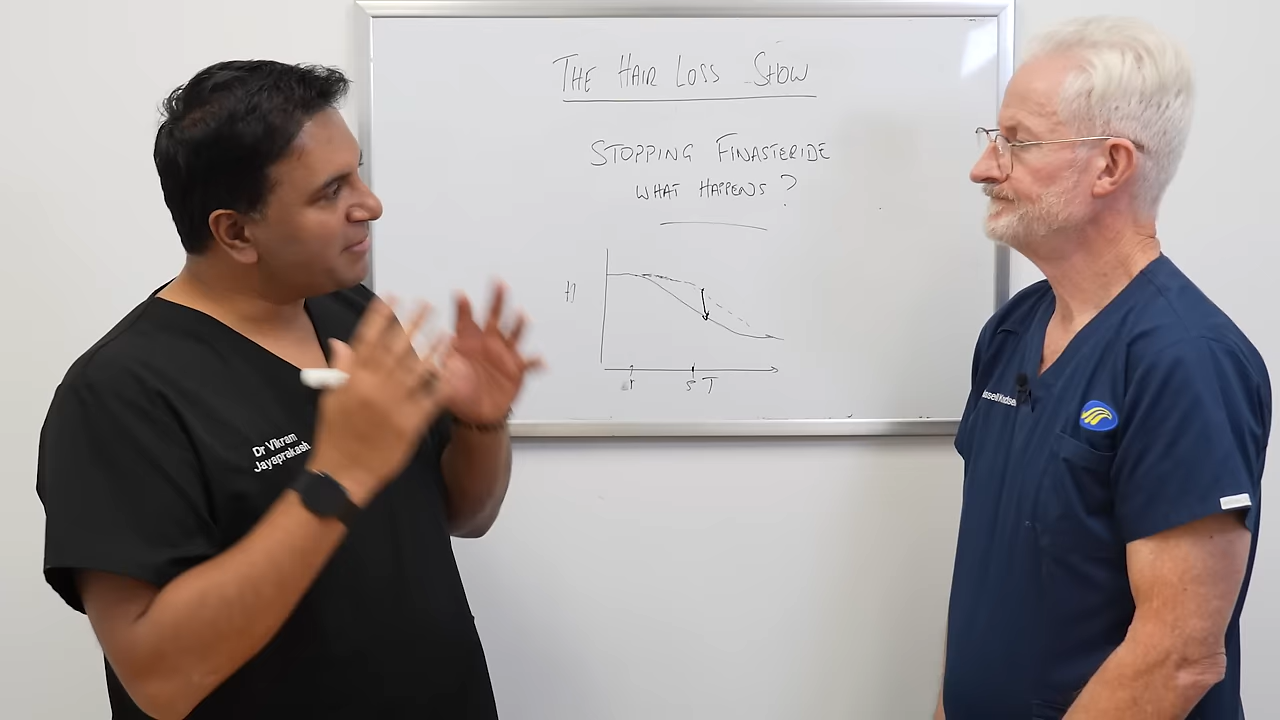 THE HAIR LOSS SHOW
STOPPING FINASTERIDE
WHAT HAPPENS?
S T
Dr Vikram
Jayaprakash